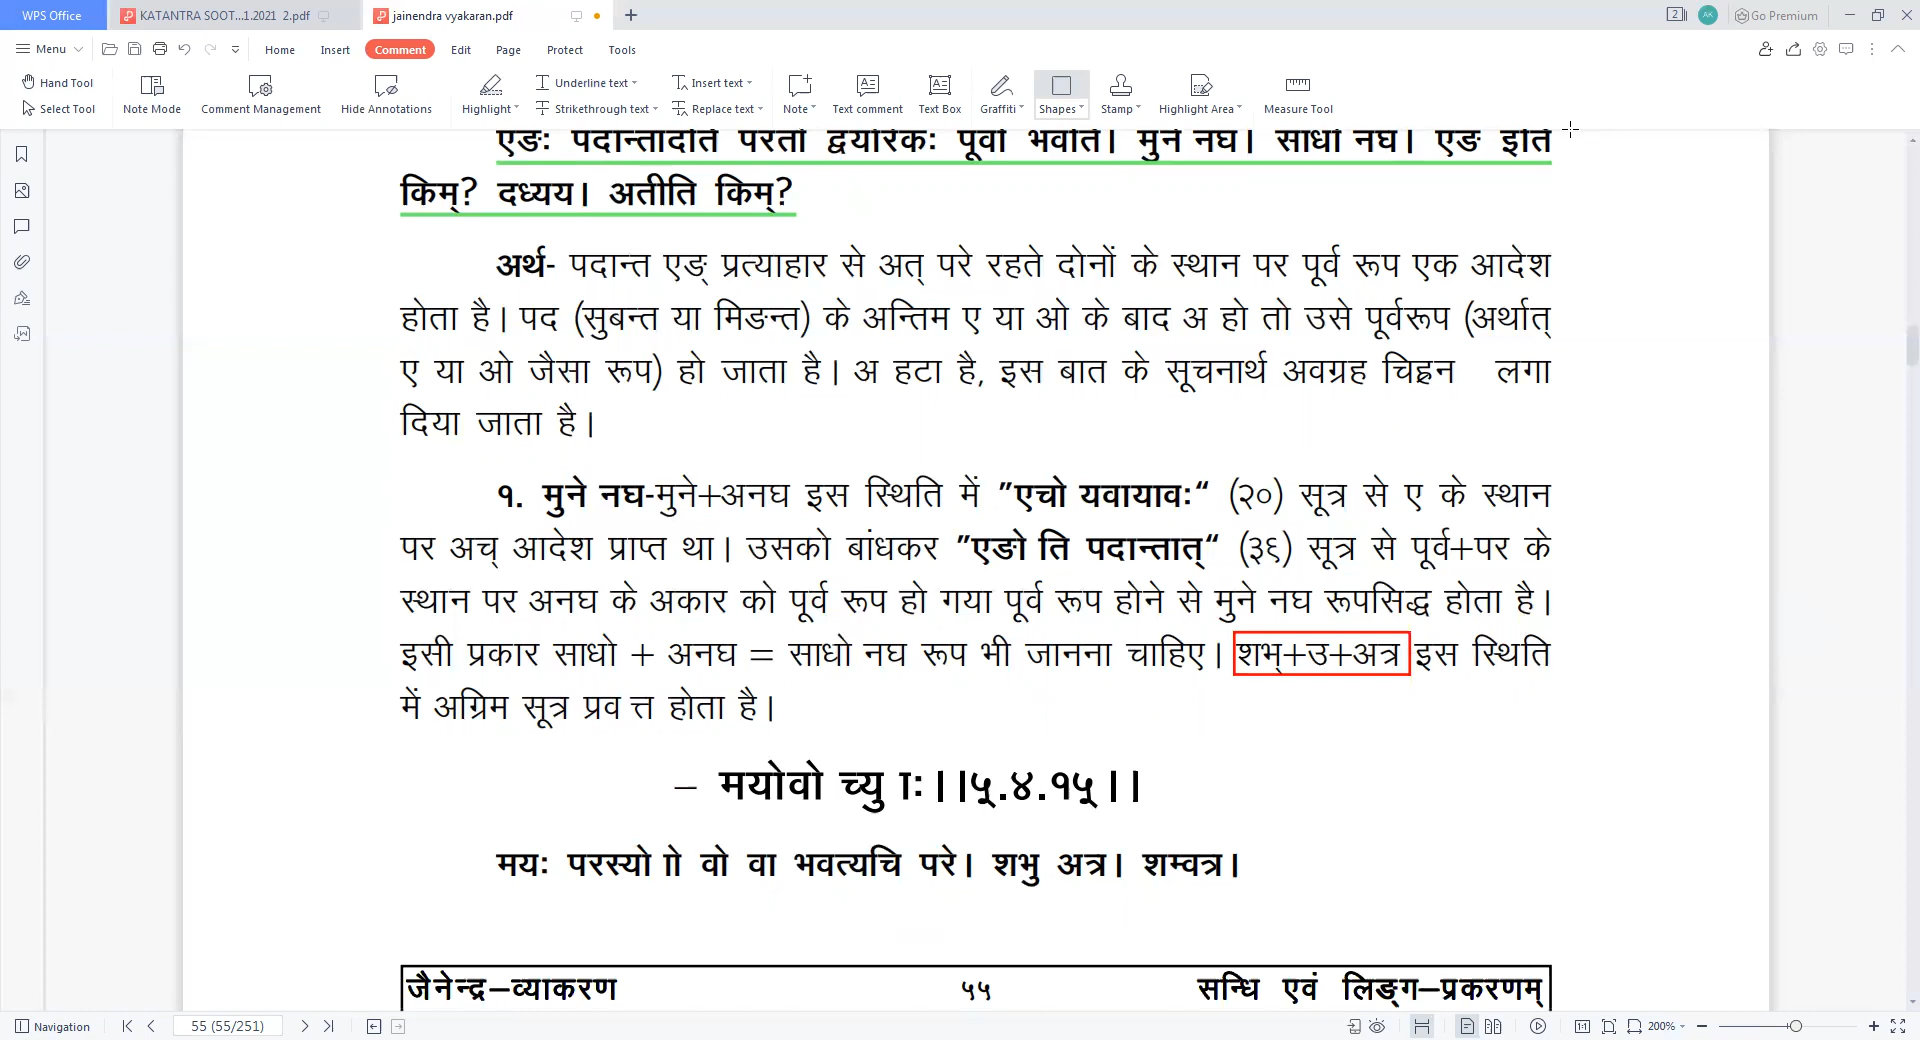 WPS Office
KATANTRA SOOT...1.2021 2.pdf
jainendra vyakaran.pdf
2
AK
Go Premium
Menu
Home Insert Comment Edit Page Protect Tools
Hand Tool
Select Tool
Note Mode
Comment Management
Hide Annotations
Highlight
Underline text
Strikethrough text
Insert text
Replace text
Note
Text comment
Text Box
Graffiti
Shapes
Stamp
Highlight Area
Measure Tool
एङः पदान्तादति परतो द्वयोरेकः पूर्वो भवति। मुने नघ। साधो नघ। एङ इति
किम्? दध्यय। अतीति किम्?
अर्थ- पदान्त एङ् प्रत्याहार से अत् परे रहते दोनों के स्थान पर पूर्व रूप एक आदेश
होता है। पद (सुबन्त या मिङन्त) के अन्तिम ए या ओ के बाद अ हो तो उसे पूर्वरूप (अर्थात्
ए या ओ जैसा रूप) हो जाता है। अ हटा है, इस बात के सूचनार्थ अवग्रह चिह्नन लगा
दिया जाता है।
१. मुने नघ-मुने+अनघ इस स्थिति में ”एचो यवायावः“ (२०) सूत्र से ए के स्थान
पर अच् आदेश प्राप्त था। उसको बांधकर ”एङो ति पदान्तात्“ (३९) सूत्र से पूर्व+पर के
स्थान पर अनघ के अकार को पूर्व रूप हो गया पूर्व रूप होने से मुने नघ रूपसिद्ध होता है।
इसी प्रकार साधो + अनघ = साधो नघ रूप भी जानना चाहिए। शम्+उ+अत्र इस स्थिति
में अग्रिम सूत्र प्रव त्त होता है।
– मयोवो च्यु ाः।।५.४.१५।।
मयः परस्यो ाो वो वा भवत्यचि परे। शभु अत्र। शम्वत्र।
जैनेन्द्र–व्याकरण ५५ सन्धि एवं लिङ्ग–प्रकरणम्
Navigation
55 (55/251)
200%